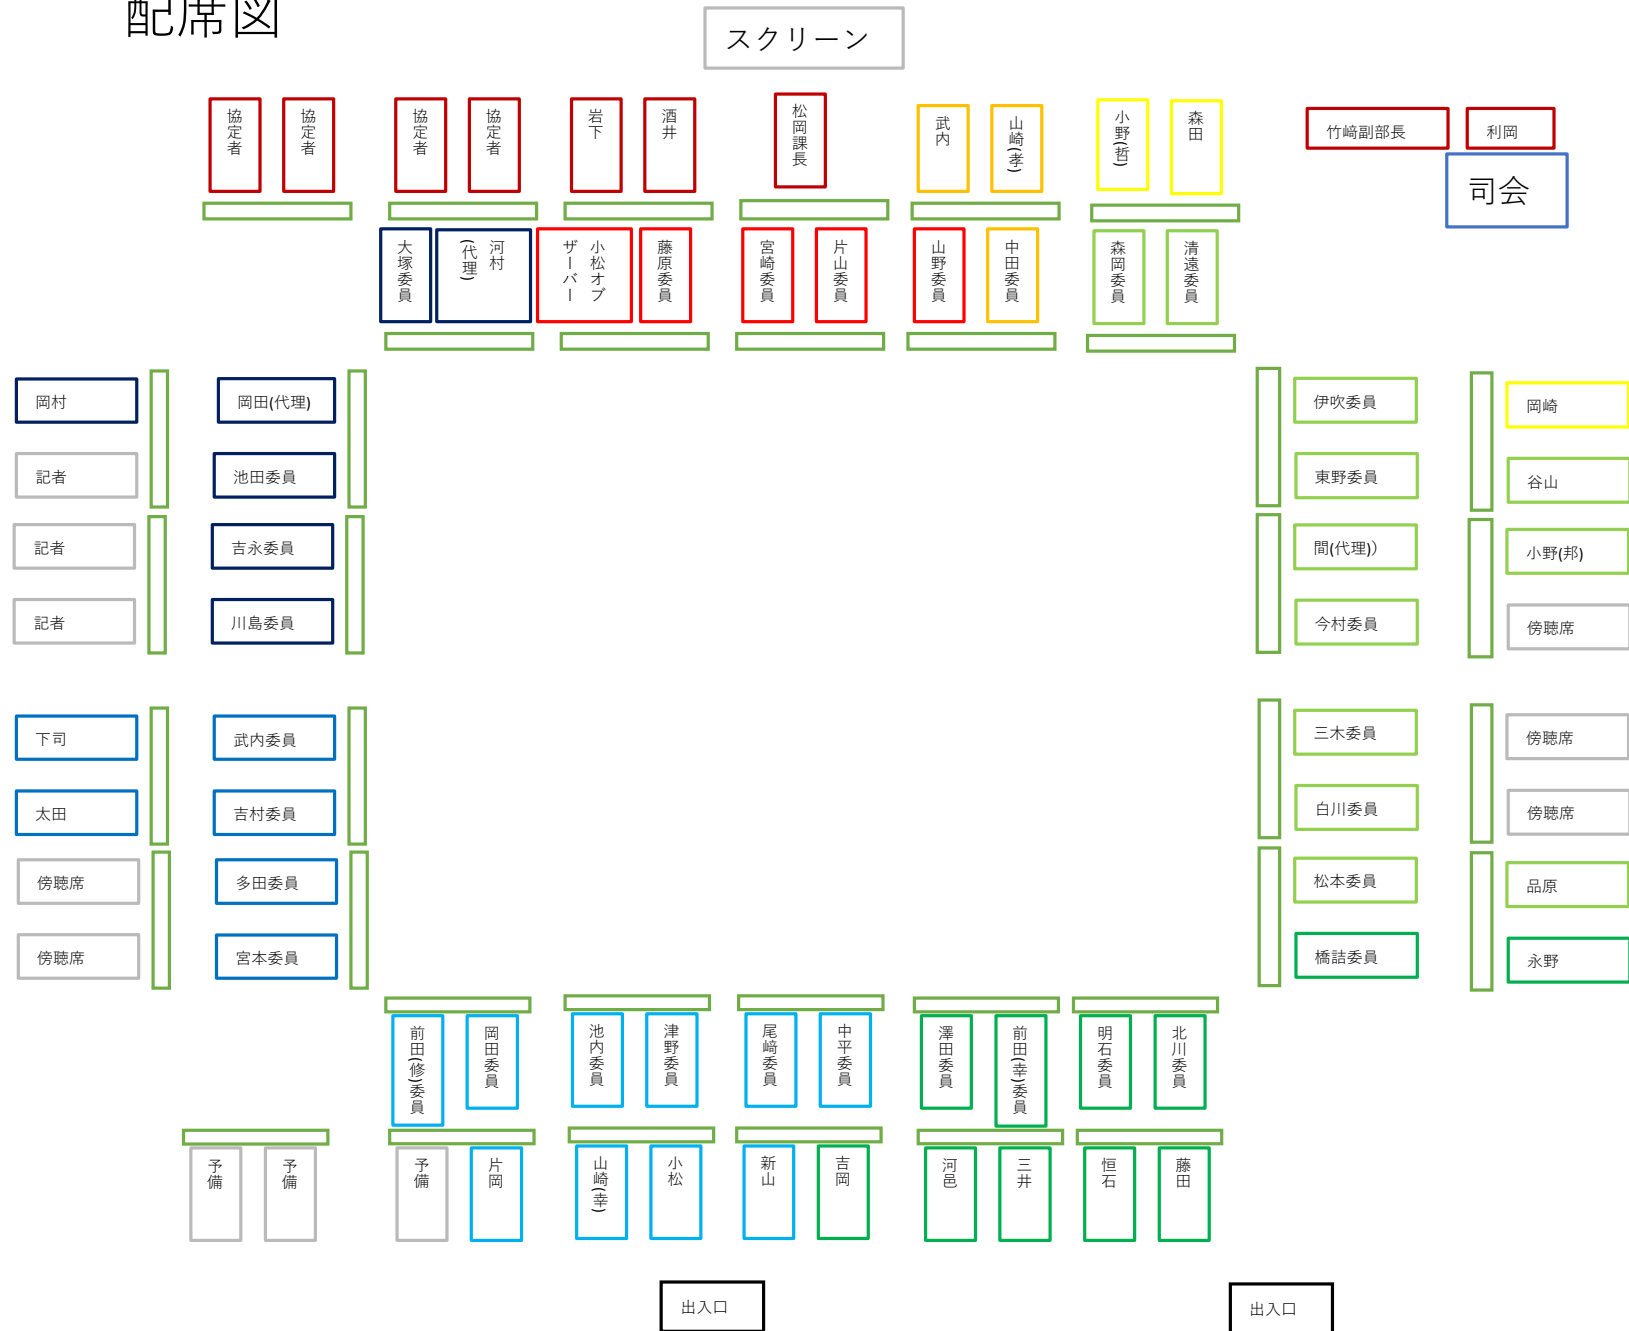 配席図
スクリーン
協定者
協定者
協定者
協定者
岩下
酒井
松岡課長
武内
山崎(孝)
小野(哲)
森田
竹﨑副部長
利岡
司会
大塚委員
河村
(代理)
小松オブ
ザーバー
藤原委員
宮崎委員
片山委員
山野委員
中田委員
森岡委員
清遠委員
岡村
岡田(代理)
伊吹委員
岡崎
記者
池田委員
東野委員
谷山
記者
吉永委員
間(代理)）
小野(邦)
記者
川島委員
今村委員
傍聴席
下司
武内委員
三木委員
傍聴席
太田
吉村委員
白川委員
傍聴席
傍聴席
多田委員
松本委員
品原
傍聴席
宮本委員
橋詰委員
永野
前田(修)委員
岡田委員
池内委員
津野委員
尾﨑委員
中平委員
澤田委員
前田(幸)委員
明石委員
北川委員
予備
予備
予備
片岡
山崎(幸)
小松
新山
吉岡
河邑
三井
恒石
藤田
出入口
出入口